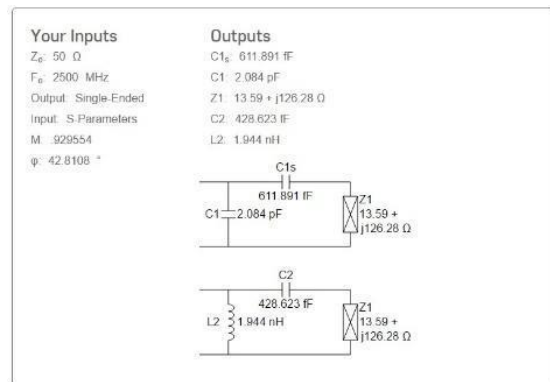 Your Inputs
Z₀: 50 Ω
F₀: 2500 MHz
Output: Single-Ended
Input: S-Parameters
M: .929554
φ: 42.8108 °
Outputs
C1ₛ: 611.891 fF
C1: 2.084 pF
Z1: 13.59 + j126.28 Ω
C2: 428.623 fF
L2: 1.944 nH
C1s
611.891 fF
C1
2.084 pF
Z1
13.59 +
j126.28 Ω
C2
428.623 fF
L2
1.944 nH
Z1
13.59 +
j126.28 Ω